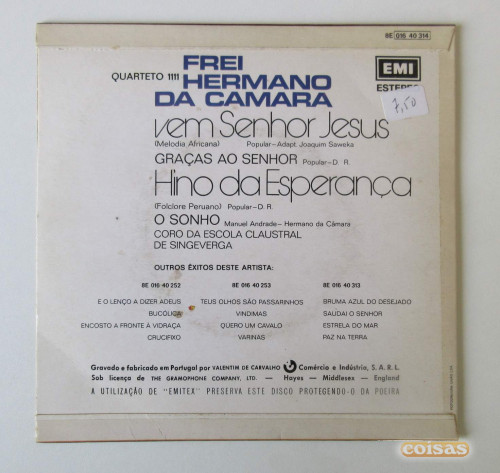 8E 016 40 314
FREI
QUARTETO 1111 HERMANO
DA CÂMARA
EMI
ESTEREO
7,50
Vem Senhor Jesus
(Melodia Africana) Popular-Adapt. Joaquim Saweka
GRAÇAS AO SENHOR Popular-D. R.
Hino da Esperança
(Folclore Peruano) Popular-D. R.
O SONHO Manuel Andrade-Hermano da Câmara
CORO DA ESCOLA CLAUSTRAL
DE SINGEVERGA
OUTROS ÊXITOS DESTE ARTISTA:
8E 016 40 252 8E 016 40 253 8E 016 40 313
E O LENÇO A DIZER ADEUS TEUS OLHOS SÃO PASSARINHOS BRUMA AZUL DO DESEJADO
BUCÓLICA VINDIMAS SAUDAI O SENHOR
ENCOSTO A FRONTE À VIDRAÇA QUERO UM CAVALO ESTRELA DO MAR
CRUCIFIXO VARINAS PAZ NA TERRA
Gravado e fabricado em Portugal por VALENTIM DE CARVALHO Comércio e Indústria, S. A. R. L.
Sob licença de THE GRAMOPHONE COMPANY, LTD. — Hayes — Middlesex — England
A UTILIZAÇÃO DE "EMITEX" PRESERVA ESTE DISCO PROTEGENDO-O DA POEIRA
coisas